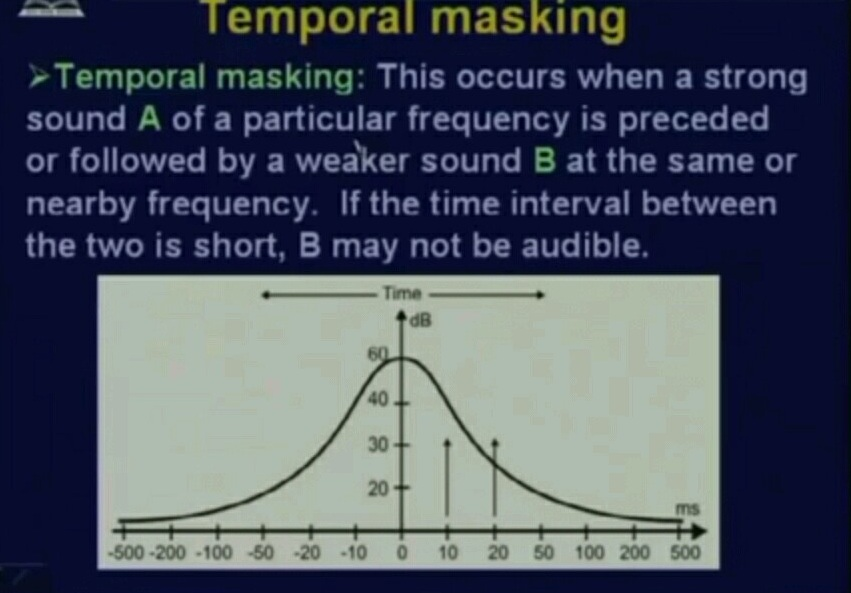 Temporal masking
➤Temporal masking: This occurs when a strong
sound A of a particular frequency is preceded
or followed by a weaker sound B at the same or
nearby frequency. If the time interval between
the two is short, B may not be audible.
Time
dB
60
40
30
20
ms
-500 -200 -100 -50 -20 -10 0 10 20 50 100 200 500